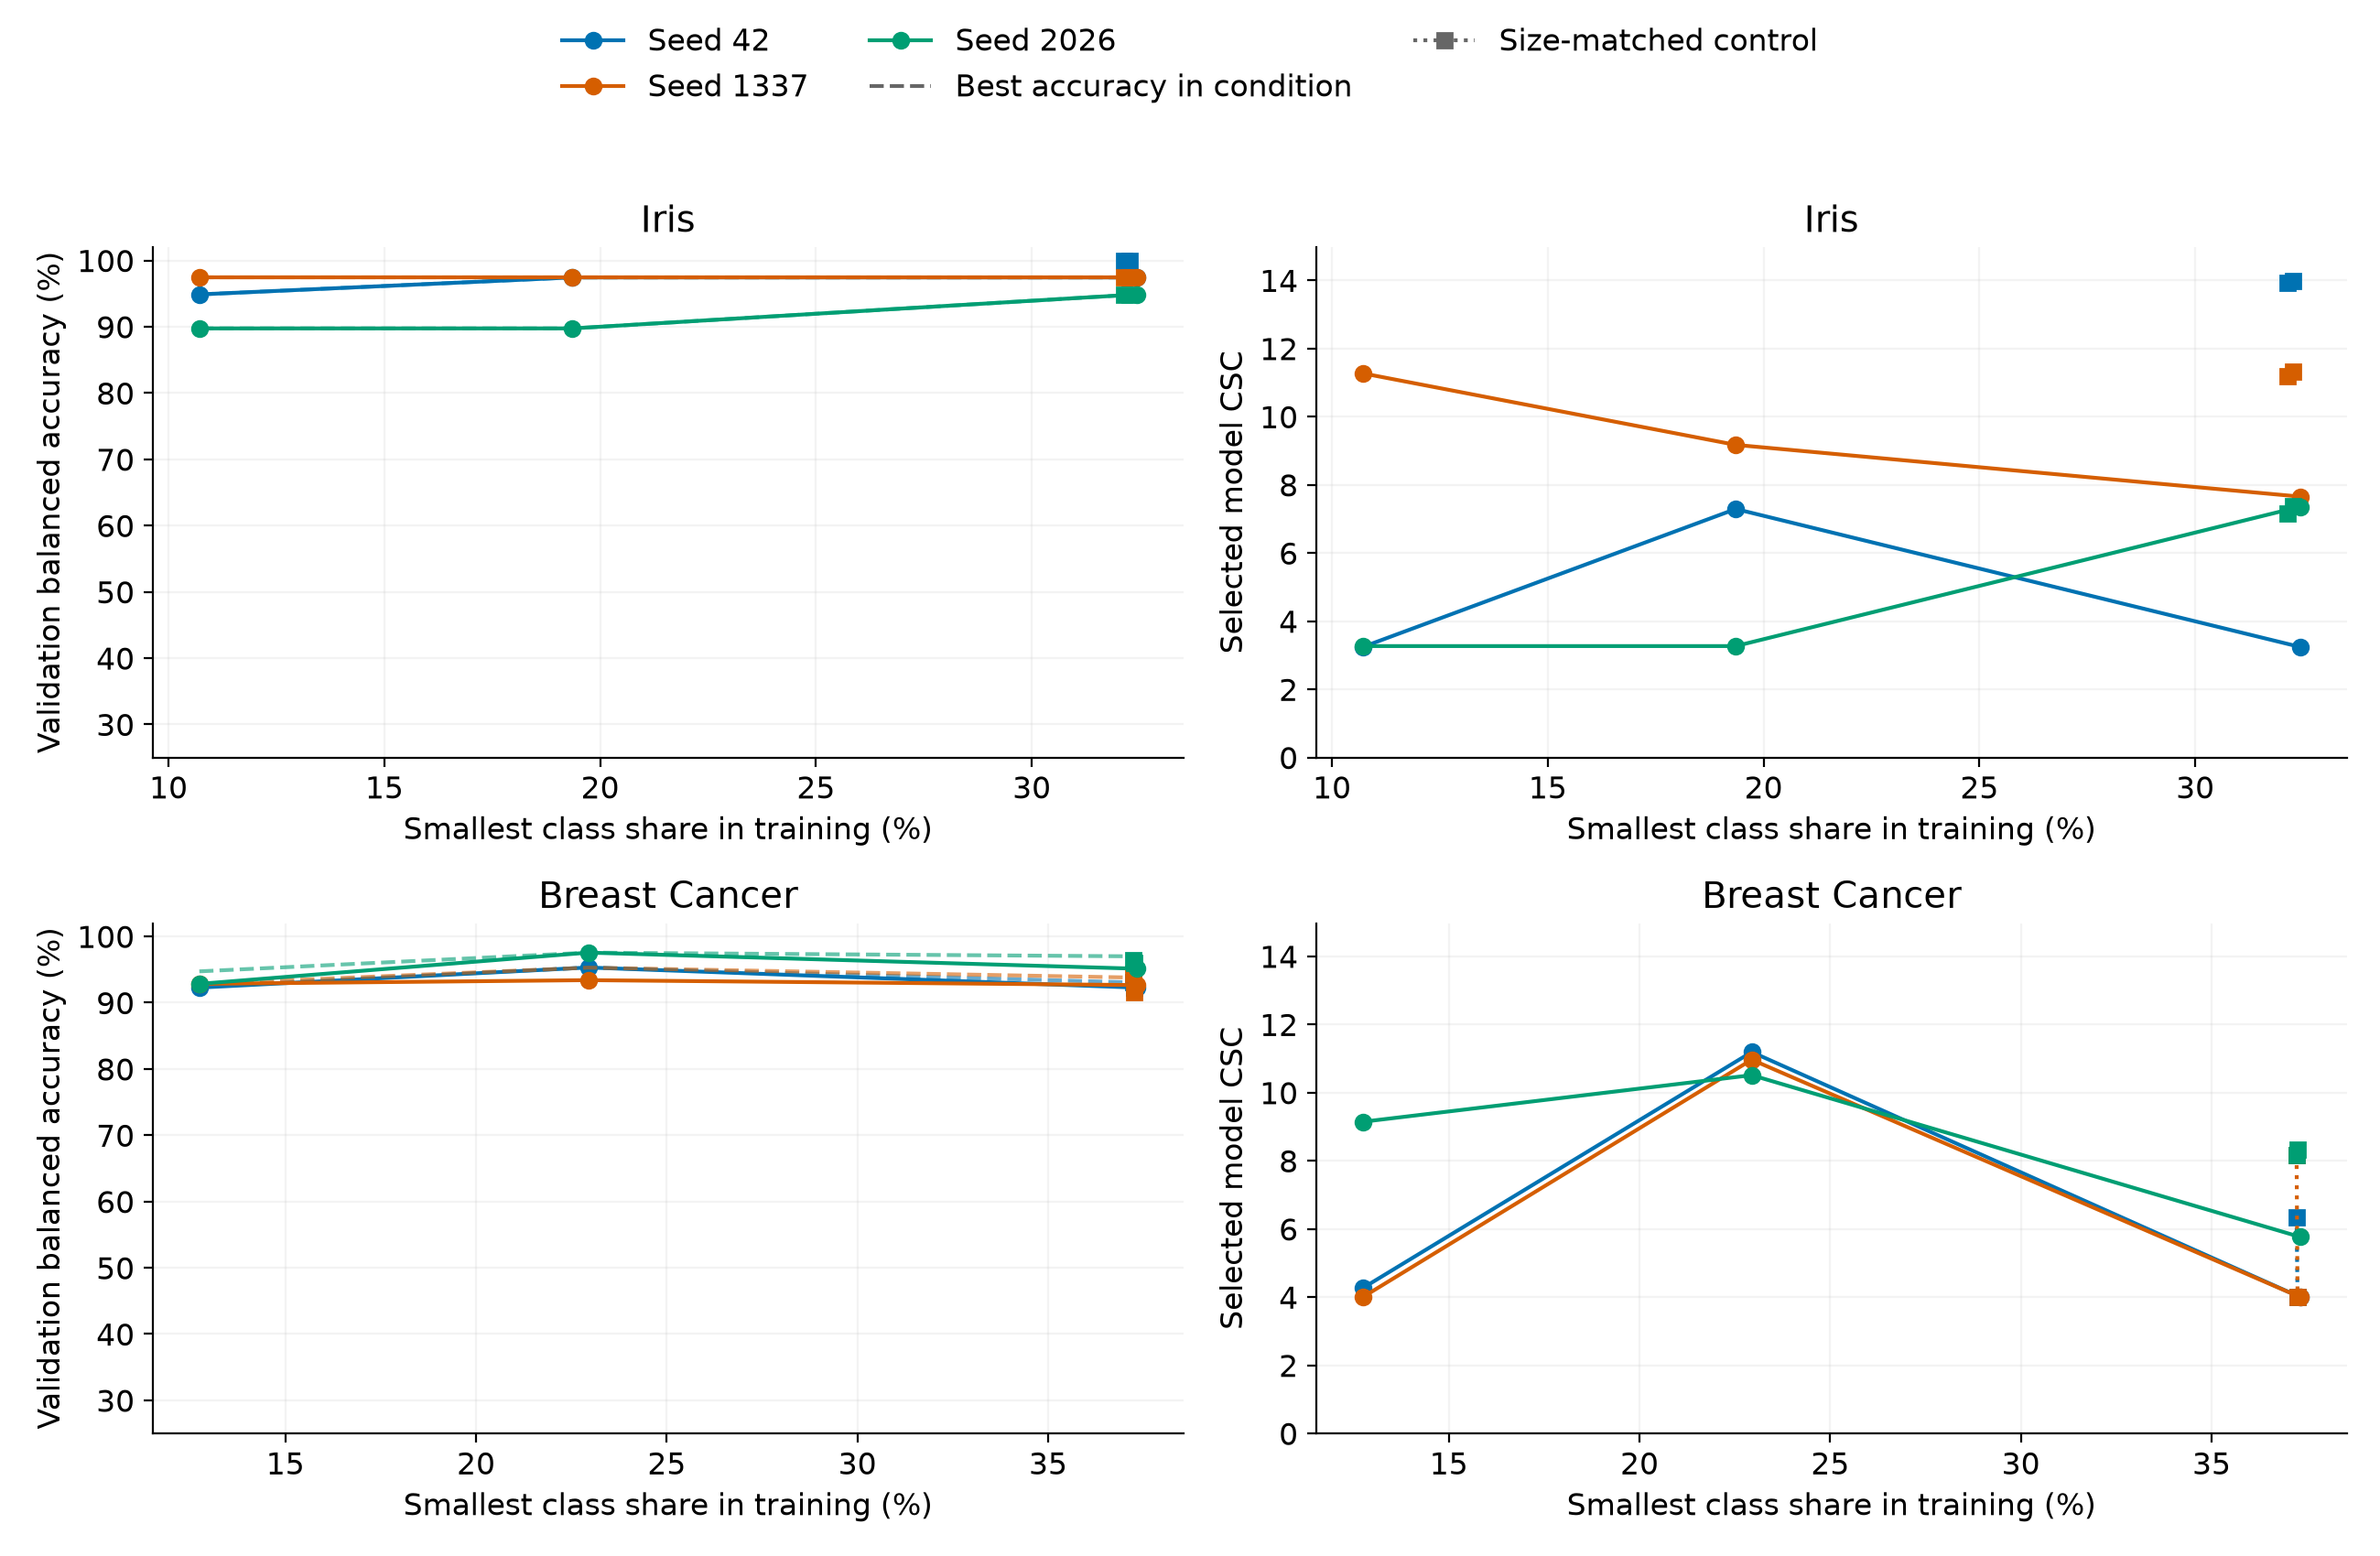 Seed 42
Seed 1337
Seed 2026
Best accuracy in condition
Size-matched control
Iris
Validation balanced accuracy (%)
100
90
80
70
60
50
40
30
10 15 20 25 30
Smallest class share in training (%)
Iris
Selected model CSC
14
12
10
8
6
4
2
0
10 15 20 25 30
Smallest class share in training (%)
Breast Cancer
Validation balanced accuracy (%)
100
90
80
70
60
50
40
30
15 20 25 30 35
Smallest class share in training (%)
Breast Cancer
Selected model CSC
14
12
10
8
6
4
2
0
15 20 25 30 35
Smallest class share in training (%)